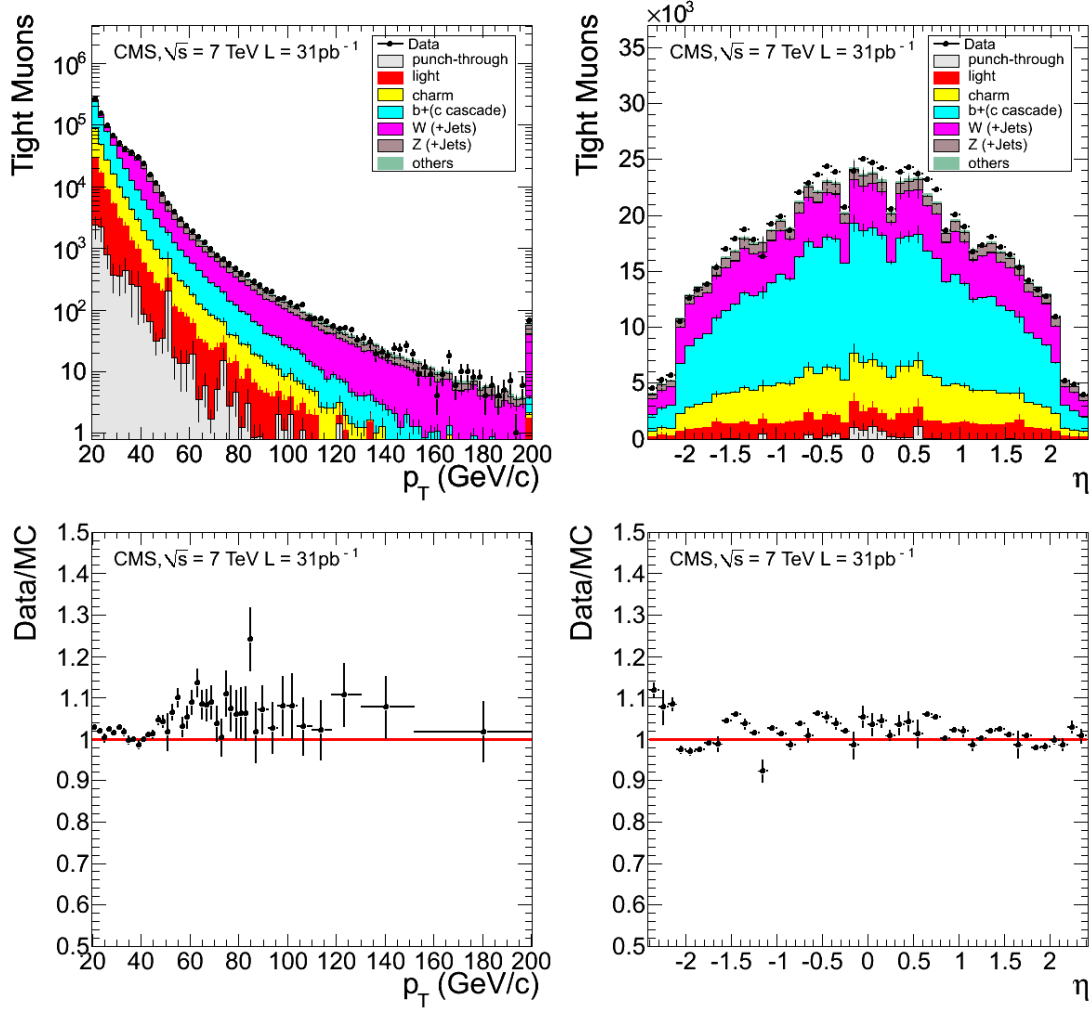 Tight Muons
CMS, √s = 7 TeV L = 31pb⁻¹
Data
punch-through
light
charm
b+(c cascade)
W (+Jets)
Z (+Jets)
others
10⁶
10⁵
10⁴
10³
10²
10
1
20 40 60 80 100 120 140 160 180 200
p_T (GeV/c)
×10³
Tight Muons
CMS, √s = 7 TeV L = 31pb⁻¹
Data
punch-through
light
charm
b+(c cascade)
W (+Jets)
Z (+Jets)
others
35
30
25
20
15
10
5
0
-2 -1.5 -1 -0.5 0 0.5 1 1.5 2
η
Data/MC
CMS, √s = 7 TeV L = 31pb⁻¹
1.5
1.4
1.3
1.2
1.1
1
0.9
0.8
0.7
0.6
0.5
20 40 60 80 100 120 140 160 180 200
p_T (GeV/c)
Data/MC
CMS, √s = 7 TeV L = 31pb⁻¹
1.5
1.4
1.3
1.2
1.1
1
0.9
0.8
0.7
0.6
0.5
-2 -1.5 -1 -0.5 0 0.5 1 1.5 2
η